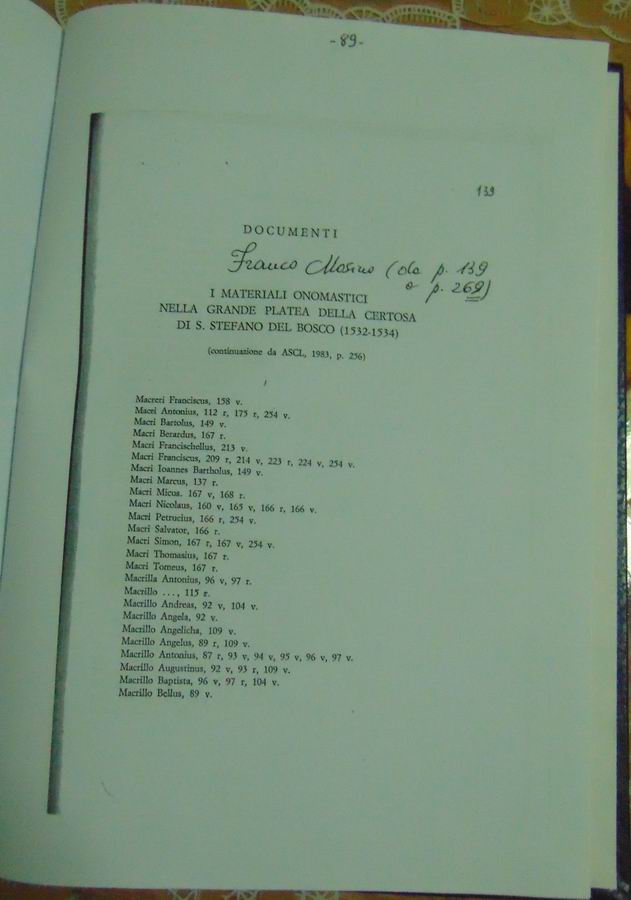 -89-
139
DOCUMENTI
Franco Mosino (da p. 139
a p. 269)
I MATERIALI ONOMASTICI
NELLA GRANDE PLATEA DELLA CERTOSA
DI S. STEFANO DEL BOSCO (1532-1534)
(continuazione da ASCL, 1983, p. 256)
Macreri Franciscus, 158 v.
Macri Antonius, 112 r, 175 r, 254 v.
Macri Bartolus, 149 v.
Macri Berardus, 167 r.
Macri Francischellus, 213 v.
Macri Franciscus, 209 r, 214 v, 223 r, 224 v, 254 v.
Macri Ioannes Bartholus, 149 v.
Macri Marcus, 137 r.
Macri Micus. 167 v, 168 r.
Macri Nicolaus, 160 v, 165 v, 166 r, 166 v.
Macri Petrucius, 166 r, 254 v.
Macri Salvator, 166 r.
Macri Simon, 167 r, 167 v, 254 v.
Macri Thomasius, 167 r.
Macri Tomeus, 167 r.
Macrilla Antonius, 96 v, 97 r.
Macrillo ..., 115 r.
Macrillo Andreas, 92 v, 104 v.
Macrillo Angela, 92 v.
Macrillo Angelicha, 109 v.
Macrillo Angelus, 89 r, 109 v.
Macrillo Antonius, 87 r, 93 v, 94 v, 95 v, 96 v, 97 v.
Macrillo Augustinus, 92 v, 93 r, 109 v.
Macrillo Baptista, 96 v, 97 r, 104 v.
Macrillo Bellus, 89 v.